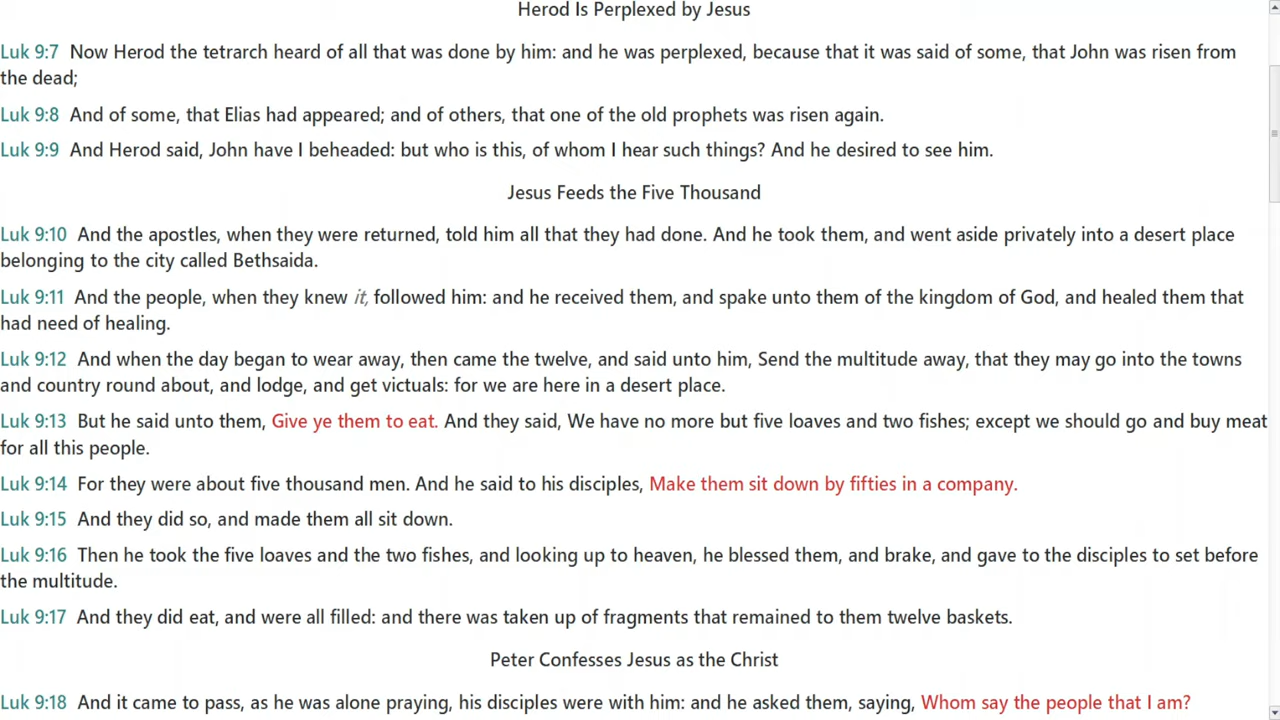 Herod Is Perplexed by Jesus
Luk 9:7 Now Herod the tetrarch heard of all that was done by him: and he was perplexed, because that it was said of some, that John was risen from
the dead;
Luk 9:8 And of some, that Elias had appeared; and of others, that one of the old prophets was risen again.
Luk 9:9 And Herod said, John have I beheaded: but who is this, of whom I hear such things? And he desired to see him.
Jesus Feeds the Five Thousand
Luk 9:10 And the apostles, when they were returned, told him all that they had done. And he took them, and went aside privately into a desert place
belonging to the city called Bethsaida.
Luk 9:11 And the people, when they knew it, followed him: and he received them, and spake unto them of the kingdom of God, and healed them that
had need of healing.
Luk 9:12 And when the day began to wear away, then came the twelve, and said unto him, Send the multitude away, that they may go into the towns
and country round about, and lodge, and get victuals: for we are here in a desert place.
Luk 9:13 But he said unto them, Give ye them to eat. And they said, We have no more but five loaves and two fishes; except we should go and buy meat
for all this people.
Luk 9:14 For they were about five thousand men. And he said to his disciples, Make them sit down by fifties in a company.
Luk 9:15 And they did so, and made them all sit down.
Luk 9:16 Then he took the five loaves and the two fishes, and looking up to heaven, he blessed them, and brake, and gave to the disciples to set before
the multitude.
Luk 9:17 And they did eat, and were all filled: and there was taken up of fragments that remained to them twelve baskets.
Peter Confesses Jesus as the Christ
Luk 9:18 And it came to pass, as he was alone praying, his disciples were with him: and he asked them, saying, Whom say the people that I am?